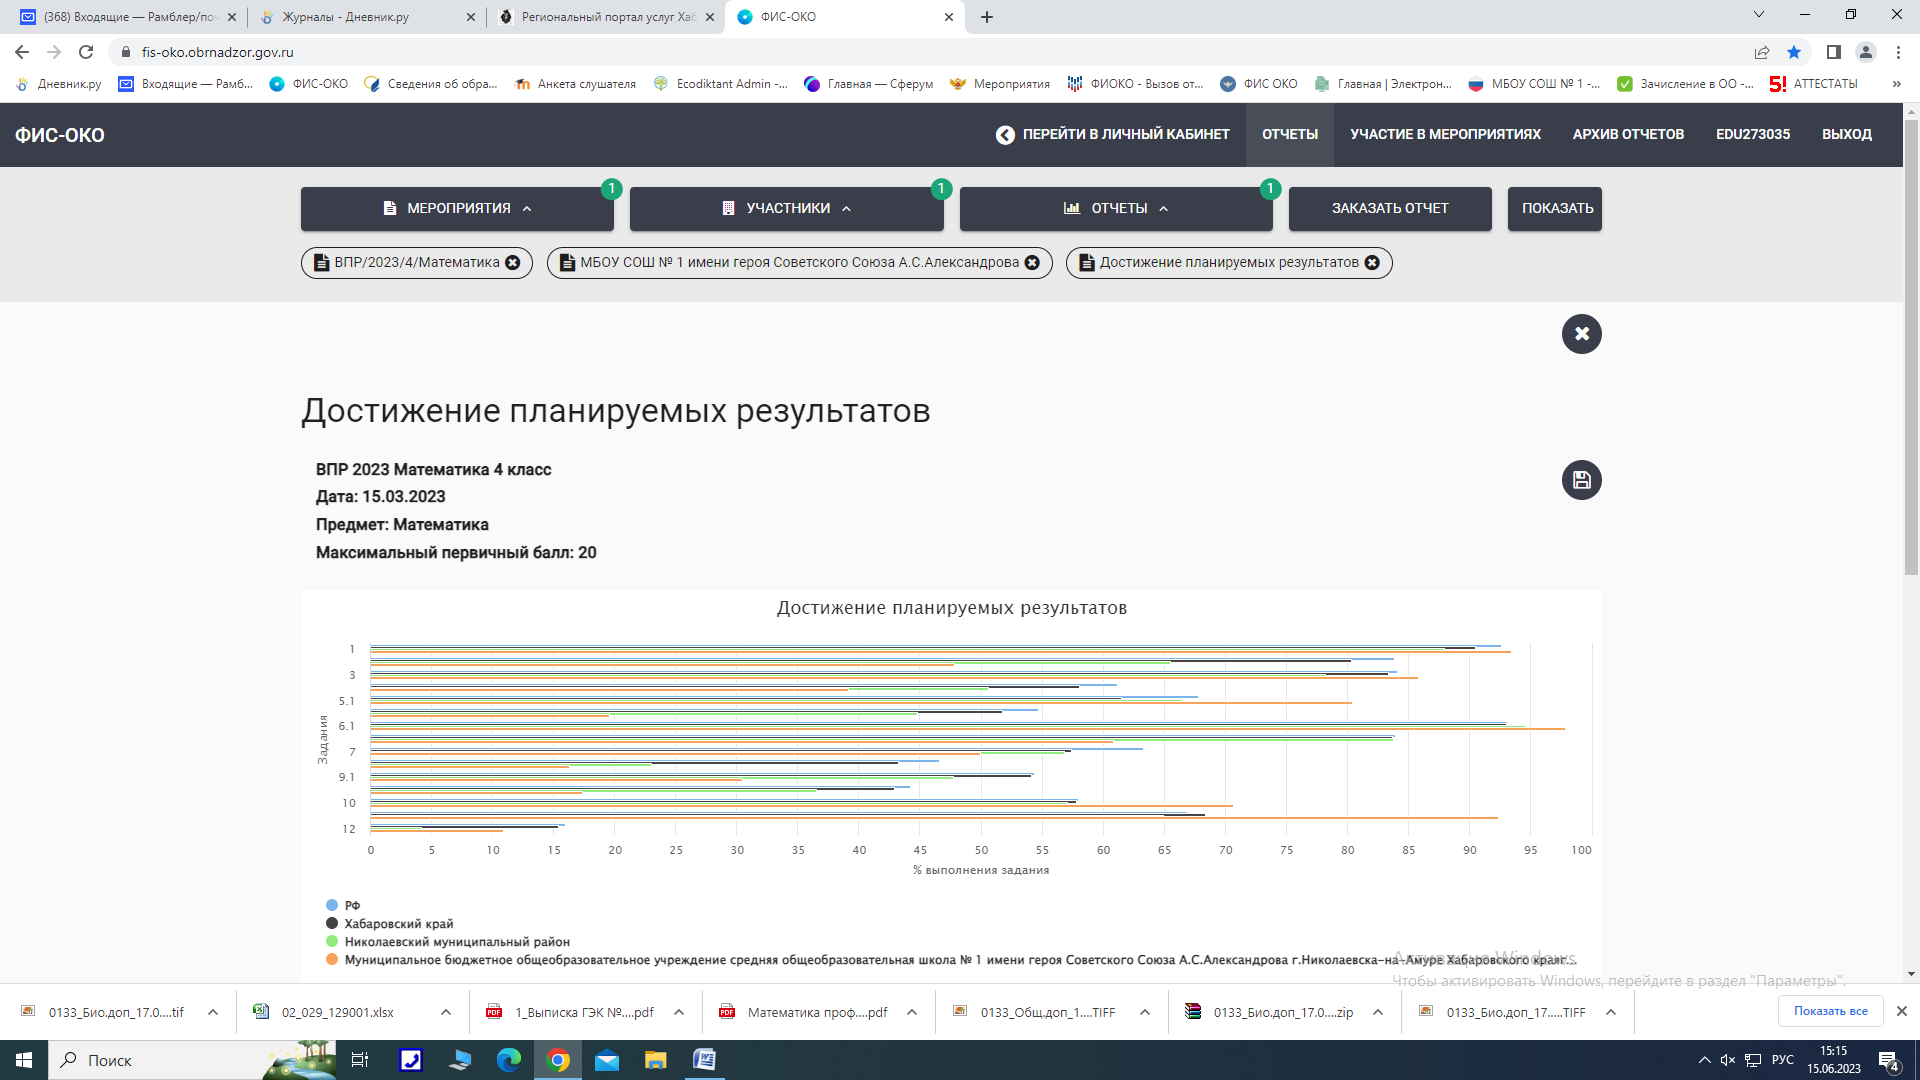 (368) Входящие — Рамблер/поч
Журналы - Дневник.ру
Региональный портал услуг Хаб
ФИС-ОКО
fis-oko.obrnadzor.gov.ru
Дневник.ру
Входящие — Рамб...
ФИС-ОКО
Сведения об обра...
Анкета слушателя
Ecodiktant Admin -...
Главная — Сферум
Мероприятия
ФИОКО - Вызов от...
ФИС ОКО
Главная | Электрон...
МБОУ СОШ № 1 -...
Зачисление в ОО -...
5! АТТЕСТАТЫ
»
ФИС-ОКО
ПЕРЕЙТИ В ЛИЧНЫЙ КАБИНЕТ
ОТЧЕТЫ
УЧАСТИЕ В МЕРОПРИЯТИЯХ
АРХИВ ОТЧЕТОВ
EDU273035
ВЫХОД
МЕРОПРИЯТИЯ 1
УЧАСТНИКИ 1
ОТЧЕТЫ 1
ЗАКАЗАТЬ ОТЧЕТ
ПОКАЗАТЬ
ВПР/2023/4/Математика
МБОУ СОШ № 1 имени героя Советского Союза А.С.Александрова
Достижение планируемых результатов
Достижение планируемых результатов
ВПР 2023 Математика 4 класс
Дата: 15.03.2023
Предмет: Математика
Максимальный первичный балл: 20
Достижение планируемых результатов
Задания
1
3
5.1
6.1
7
9.1
10
12
0 5 10 15 20 25 30 35 40 45 50 55 60 65 70 75 80 85 90 95 100
% выполнения задания
РФ
Хабаровский край
Николаевский муниципальный район
Муниципальное бюджетное общеобразовательное учреждение средняя общеобразовательная школа № 1 имени героя Советского Союза А.С.Александрова г.Николаевска-на-Амуре Хабаровского краяг...
Активация Windows
Чтобы активировать Windows, перейдите в раздел "Параметры".
0133_Био.доп_17.0....tif
02_029_129001.xlsx
1_Выписка ГЭК №....pdf
Математика проф....pdf
0133_Общ.доп_1....TIFF
0133_Био.доп_17.0....zip
0133_Био.доп_17.....TIFF
Показать все
Поиск
РУС
15:15
15.06.2023
4